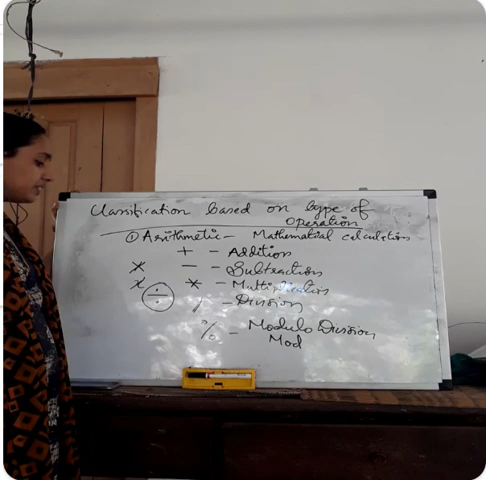 Classification based on type of
operation
① Arithmetic - Mathematical calculations
+ - Addition
× - - Subtraction
× * - Multiplication
÷ / - Division
% - Modulo Division
Mod